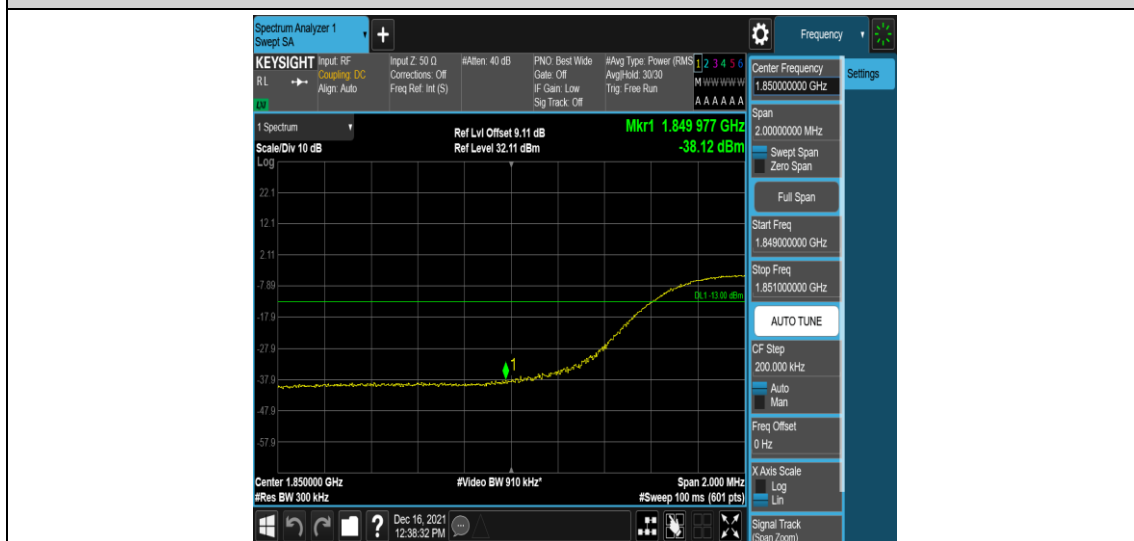 Spectrum Analyzer 1
Swept SA
Frequency
KEYSIGHT
Input: RF
Input Z: 50 Ω
#Atten: 40 dB
PNO: Best Wide
#Avg Type: Power (RMS
1 2 3 4 5 6
RL
Coupling: DC
Corrections: Off
Gate: Off
Avg|Hold: 30/30
M W W W W W
Align: Auto
Freq Ref: Int (S)
IF Gain: Low
Trig: Free Run
LXI
Sig Track: Off
A A A A A A
1 Spectrum
Ref Lvl Offset 9.11 dB
Mkr1 1.849 977 GHz
Scale/Div 10 dB
Ref Level 32.11 dBm
-38.12 dBm
Log
22.1
12.1
2.11
-7.89
DL1 -13.00 dBm
-17.9
-27.9
1
-37.9
-47.9
-57.9
Center 1.850000 GHz
#Video BW 910 kHz*
Span 2.000 MHz
#Res BW 300 kHz
#Sweep 100 ms (601 pts)
Dec 16, 2021
12:38:32 PM
Center Frequency
1.850000000 GHz
Settings
Span
2.00000000 MHz
Swept Span
Zero Span
Full Span
Start Freq
1.849000000 GHz
Stop Freq
1.851000000 GHz
AUTO TUNE
CF Step
200.000 kHz
Auto
Man
Freq Offset
0 Hz
X Axis Scale
Log
Lin
Signal Track
(Span Zoom)